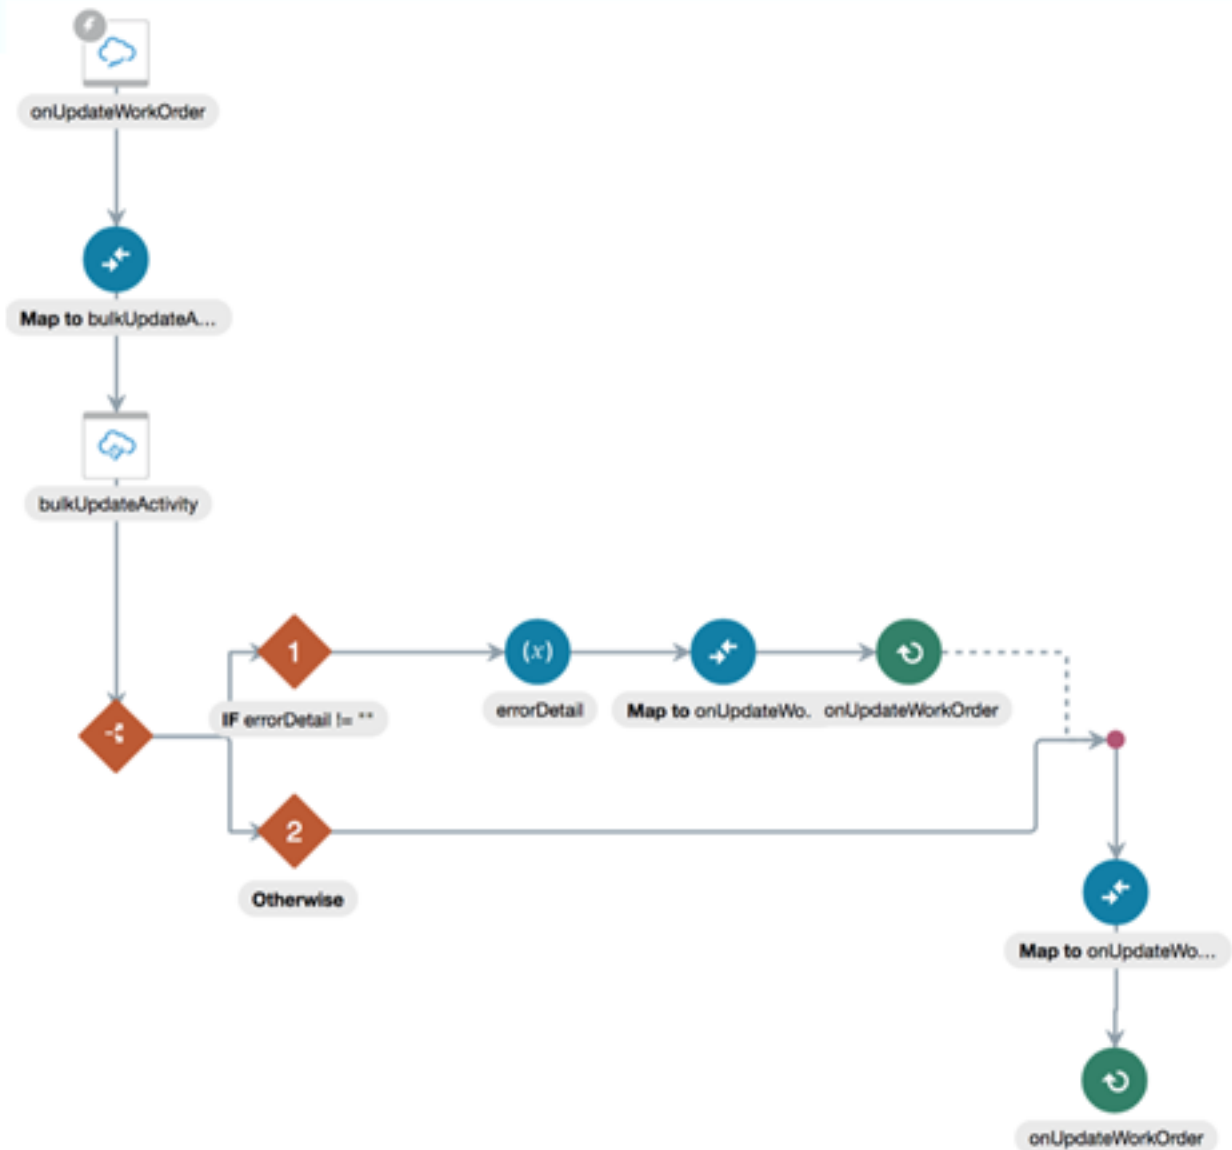 onUpdateWorkOrder
Map to bulkUpdateA...
bulkUpdateActivity
1
IF errorDetail != ""
(x)
errorDetail
Map to onUpdateWo.
onUpdateWorkOrder
2
Otherwise
Map to onUpdateWo...
onUpdateWorkOrder